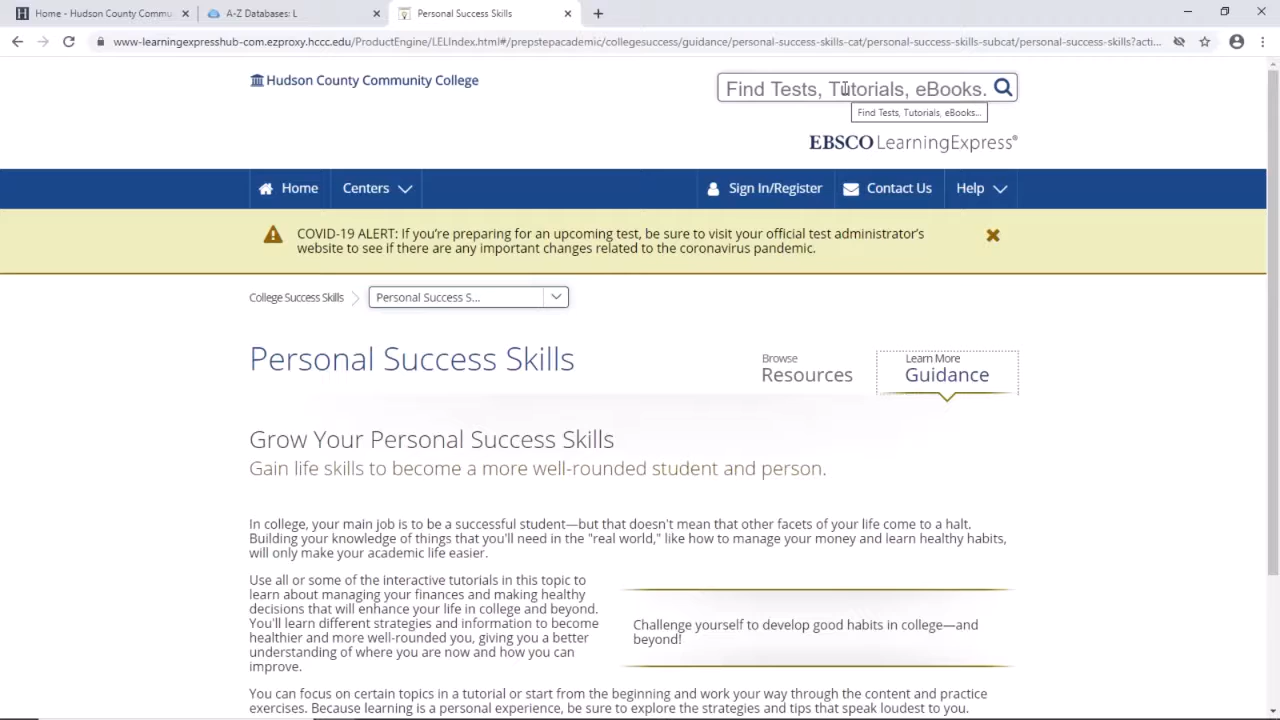 Home - Hudson County Commu
A-Z Databases: L
Personal Success Skills
www-learningexpresshub-com.ezproxy.hccc.edu/ProductEngine/LELIndex.html#/prepstepacademic/collegesuccess/guidance/personal-success-skills-cat/personal-success-skills-subcat/personal-success-skills?acti...
Hudson County Community College
Find Tests, Tutorials, eBooks.
Find Tests, Tutorials, eBooks...
EBSCO LearningExpress®
Home
Centers
Sign In/Register
Contact Us
Help
COVID-19 ALERT: If you're preparing for an upcoming test, be sure to visit your official test administrator's
website to see if there are any important changes related to the coronavirus pandemic.
College Success Skills
Personal Success S...
Personal Success Skills
Browse
Resources
Learn More
Guidance
Grow Your Personal Success Skills
Gain life skills to become a more well-rounded student and person.
In college, your main job is to be a successful student—but that doesn't mean that other facets of your life come to a halt.
Building your knowledge of things that you'll need in the "real world," like how to manage your money and learn healthy habits,
will only make your academic life easier.
Use all or some of the interactive tutorials in this topic to
learn about managing your finances and making healthy
decisions that will enhance your life in college and beyond.
You'll learn different strategies and information to become
healthier and more well-rounded you, giving you a better
understanding of where you are now and how you can
improve.
Challenge yourself to develop good habits in college—and
beyond!
You can focus on certain topics in a tutorial or start from the beginning and work your way through the content and practice
exercises. Because learning is a personal experience, be sure to explore the strategies and tips that speak loudest to you.